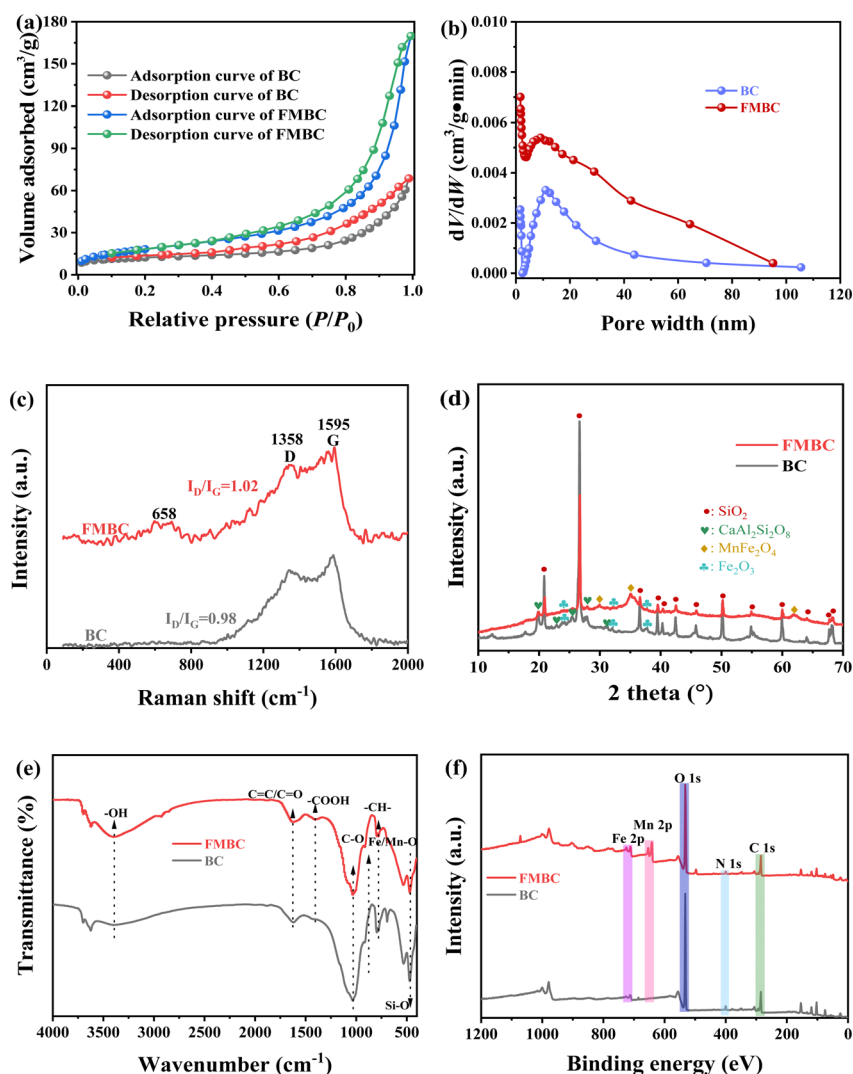 (a)
180
150
120
90
60
30
0
Volume adsorbed (cm³/g)
Adsorption curve of BC
Desorption curve of BC
Adsorption curve of FMBC
Desorption curve of FMBC
0.0 0.2 0.4 0.6 0.8 1.0
Relative pressure (P/P₀)
(b)
0.010
0.008
0.006
0.004
0.002
0.000
dV/dW (cm³/g•min)
BC
FMBC
0 20 40 60 80 100 120
Pore width (nm)
(c)
Intensity (a.u.)
1358
D
1595
G
I_D/I_G=1.02
658
FMBC
I_D/I_G=0.98
BC
0 400 800 1200 1600 2000
Raman shift (cm⁻¹)
(d)
Intensity (a.u.)
FMBC
BC
: SiO₂
: CaAl₂Si₂O₈
: MnFe₂O₄
: Fe₂O₃
10 20 30 40 50 60 70
2 theta (°)
(e)
Transmittance (%)
-OH
C=C/C=O
-COOH
-CH-
C-O
Fe/Mn-O
FMBC
BC
Si-O
4000 3500 3000 2500 2000 1500 1000 500
Wavenumber (cm⁻¹)
(f)
Intensity (a.u.)
O 1s
Mn 2p
Fe 2p
N 1s
C 1s
FMBC
BC
1200 1000 800 600 400 200 0
Binding energy (eV)